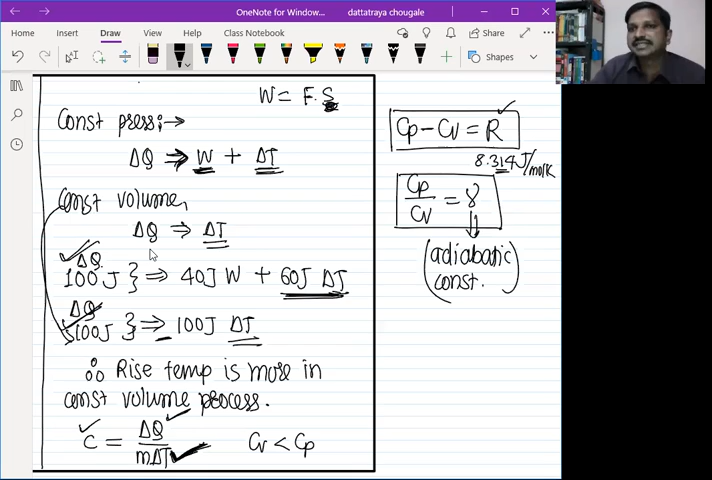 OneNote for Window... dattatraya chougale
Home Insert Draw View Help Class Notebook Share
Shapes
W = F.S
Const press; →
ΔQ ⇒ W + ΔT
Const volume,
ΔQ ⇒ ΔT
ΔQ
100J } ⇒ 40J W + 60J ΔT
ΔQ
100J } ⇒ 100J ΔT
∴ Rise temp is more in
const volume process.
C = ΔQ / mΔT Cv < Cp
Cp - Cv = R
8.314 J/molK
Cp / Cv = γ
(adiabatic
const.)